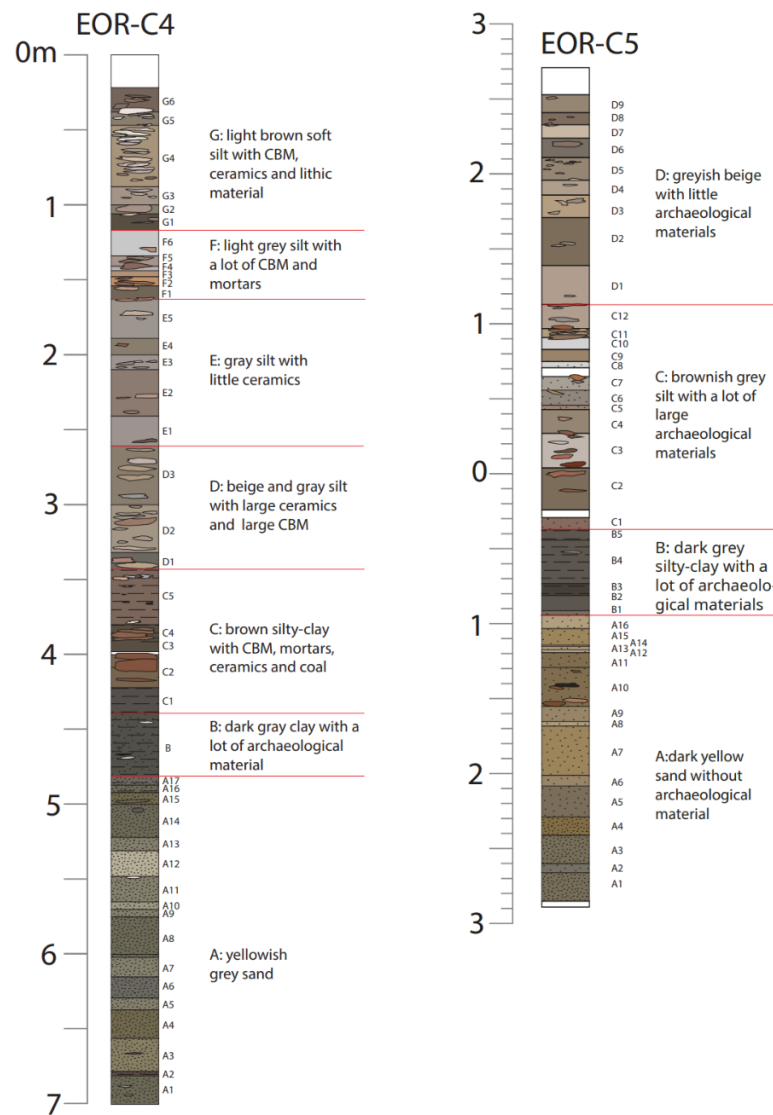 EOR-C4
0m
1
2
3
4
5
6
7
G6
G5
G4
G3
G2
G1
F6
F5
F4
F3
F2
F1
E5
E4
E3
E2
E1
D3
D2
D1
C5
C4
C3
C2
C1
B
A17
A16
A15
A14
A13
A12
A11
A10
A9
A8
A7
A6
A5
A4
A3
A2
A1
G: light brown soft
silt with CBM,
ceramics and lithic
material
F: light grey silt with
a lot of CBM and
mortars
E: gray silt with
little ceramics
D: beige and gray silt
with large ceramics
and large CBM
C: brown silty-clay
with CBM, mortars,
ceramics and coal
B: dark gray clay with a
lot of archaeological
material
A: yellowish
grey sand
EOR-C5
3
2
1
0
1
2
3
D9
D8
D7
D6
D5
D4
D3
D2
D1
C12
C11
C10
C9
C8
C7
C6
C5
C4
C3
C2
C1
B5
B4
B3
B2
B1
A16
A15
A14
A13
A12
A11
A10
A9
A8
A7
A6
A5
A4
A3
A2
A1
D: greyish beige
with little
archaeological
materials
C: brownish grey
silt with a lot of
large
archaeological
materials
B: dark grey
silty-clay with a
lot of archaeolo-
gical materials
A:dark yellow
sand without
archaeological
material